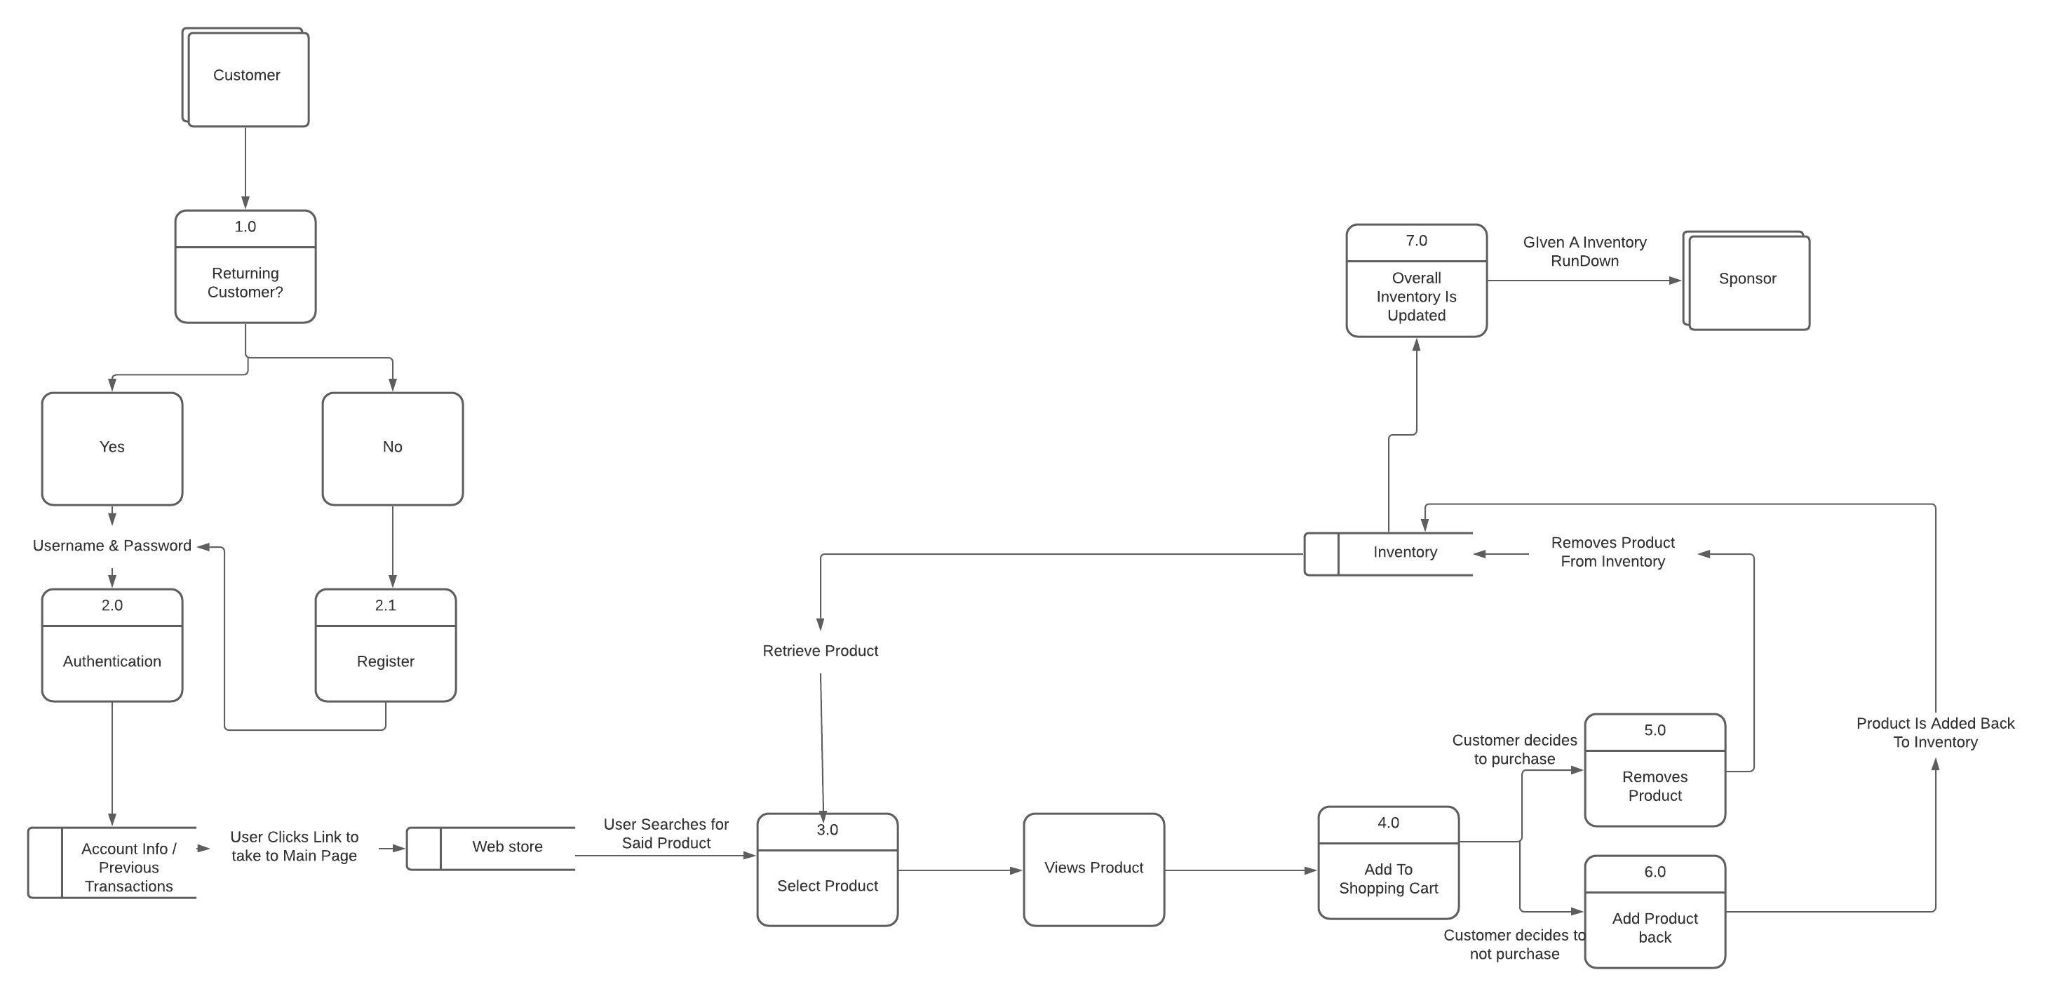 Customer
1.0
Returning
Customer?
Yes
No
Username & Password
2.0
Authentication
2.1
Register
Account Info /
Previous
Transactions
User Clicks Link to
take to Main Page
Web store
User Searches for
Said Product
Retrieve Product
3.0
Select Product
Views Product
4.0
Add To
Shopping Cart
Customer decides
to purchase
Customer decides to
not purchase
5.0
Removes
Product
6.0
Add Product
back
Removes Product
From Inventory
Product Is Added Back
To Inventory
Inventory
7.0
Overall
Inventory Is
Updated
GIven A Inventory
RunDown
Sponsor